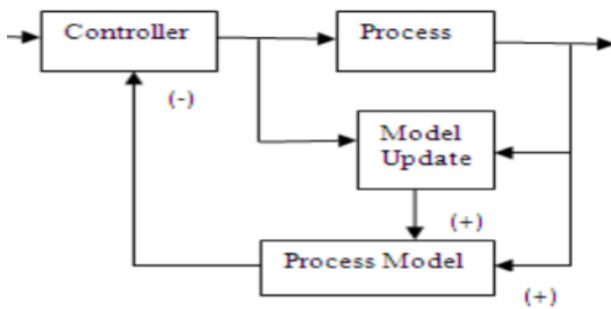 Controller
Process
(-)
Model
Update
(+)
Process Model
(+)